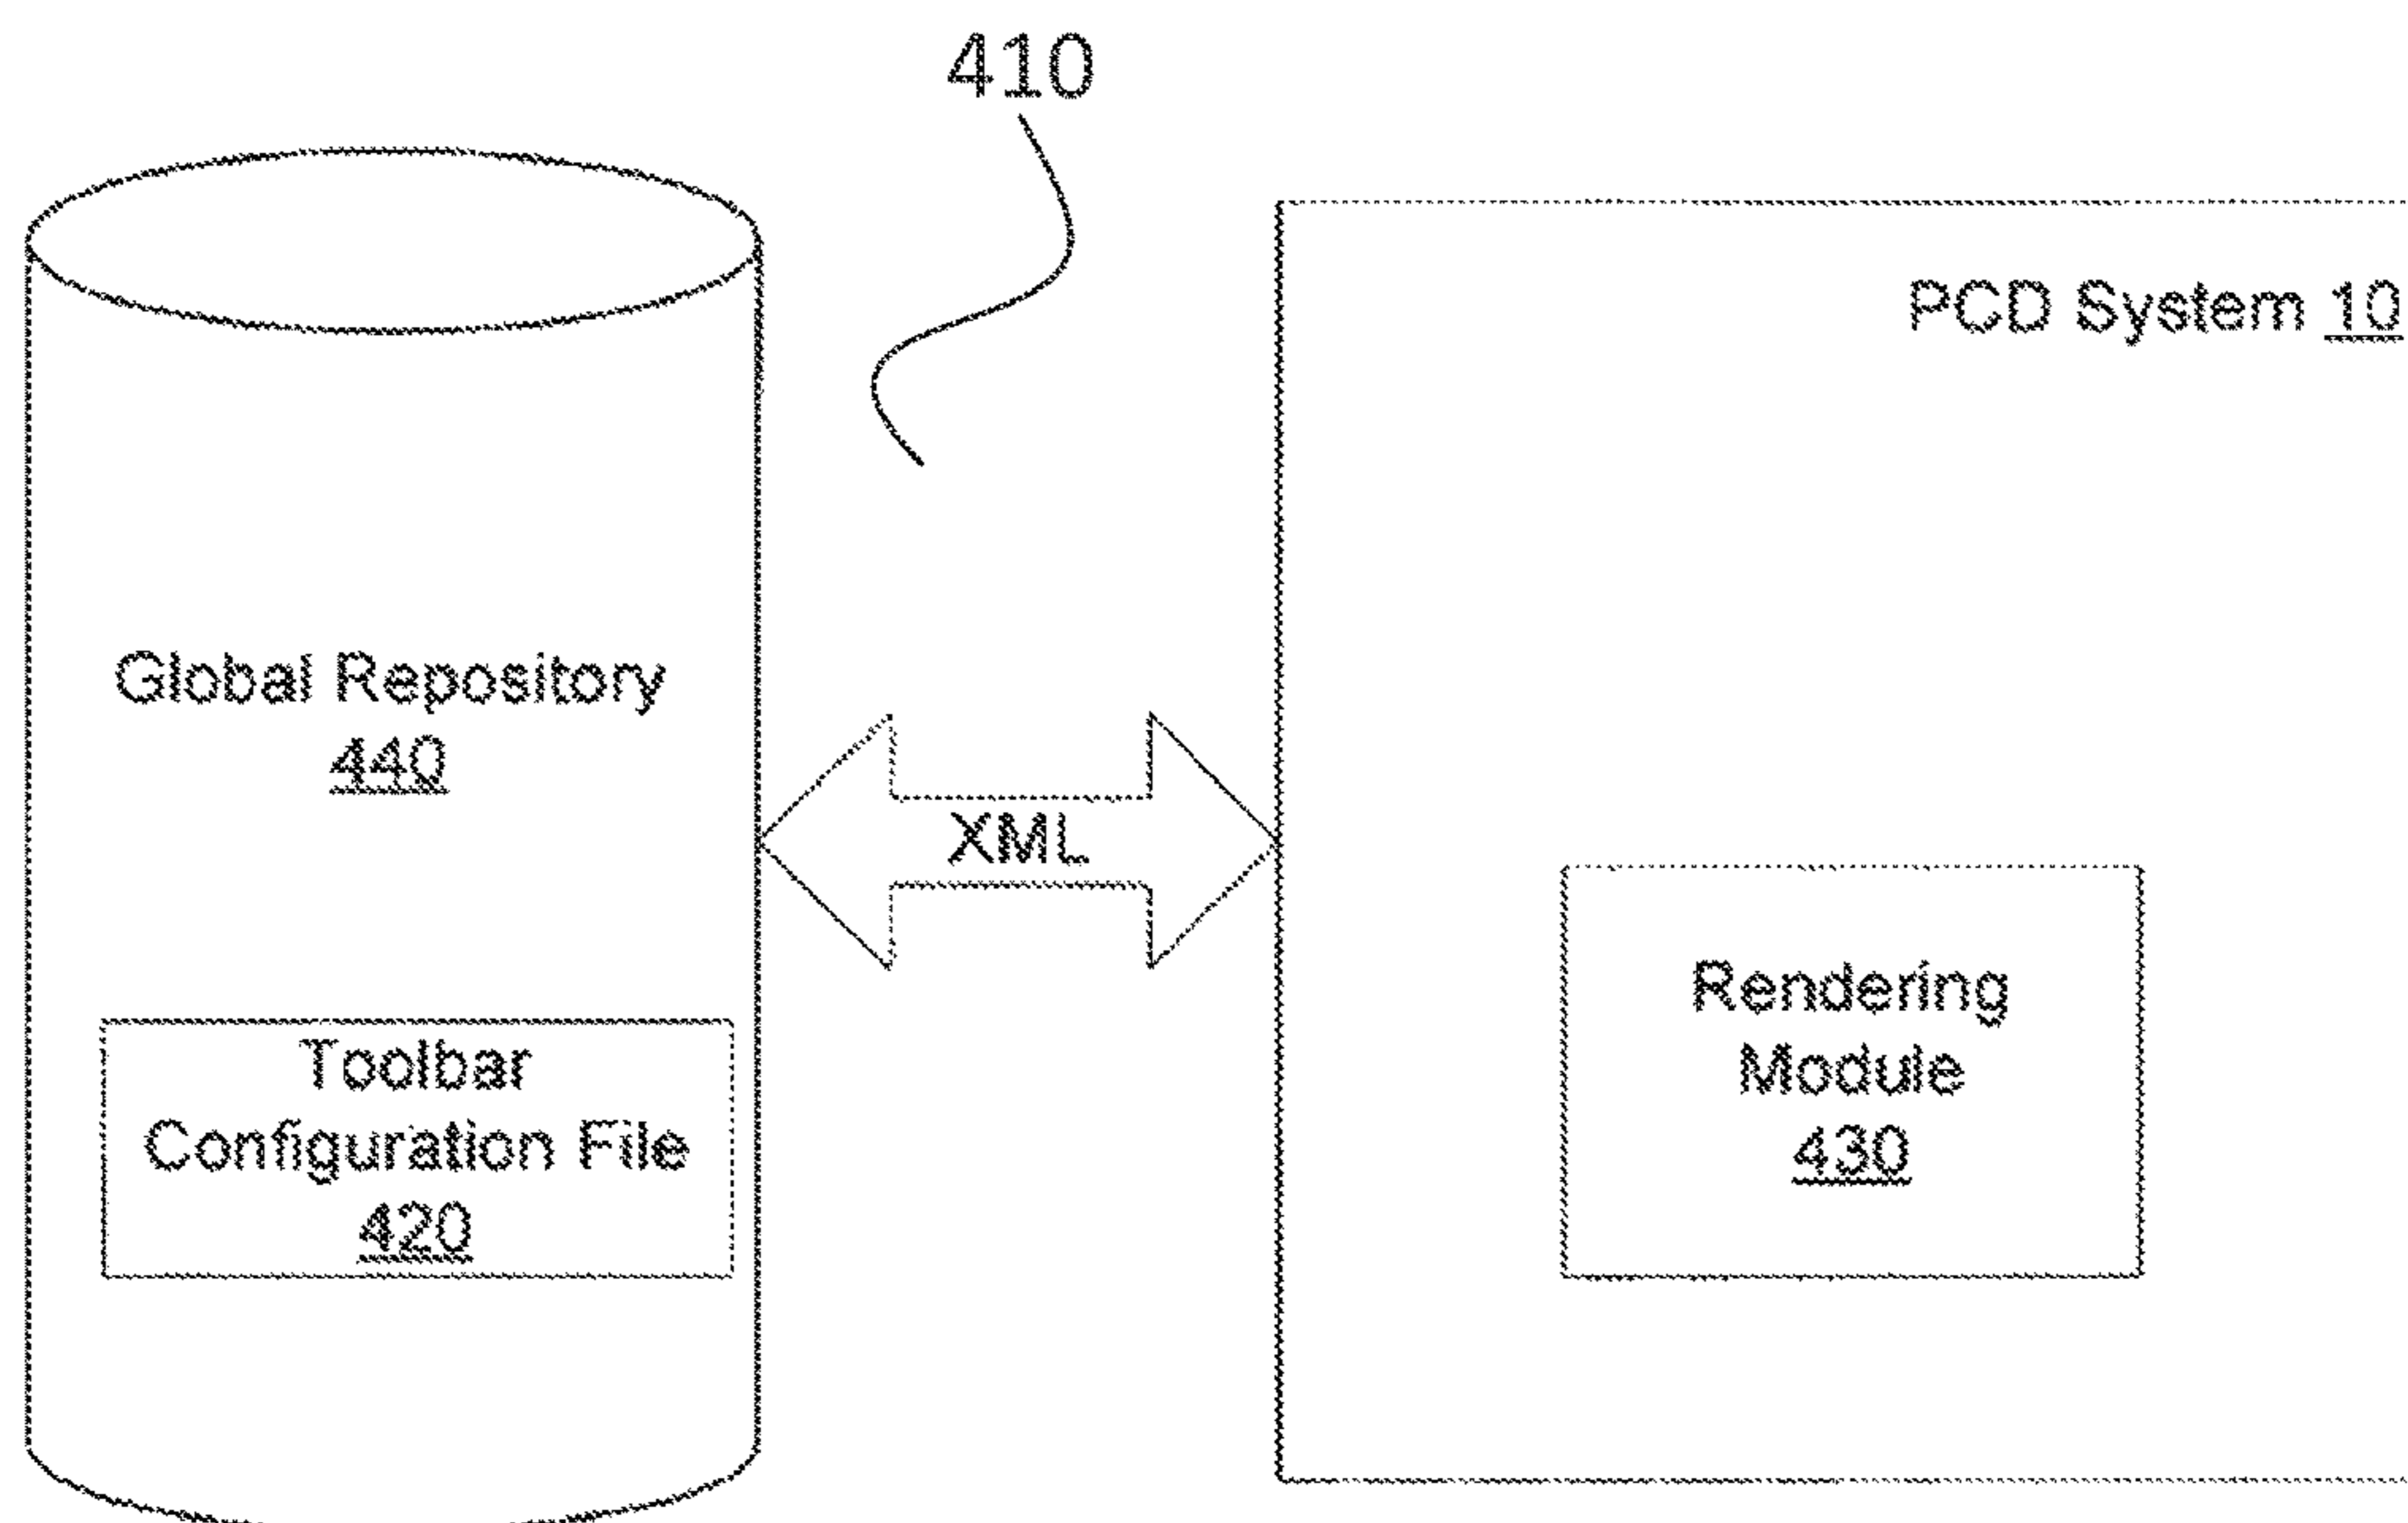 410
PCD System 10
Global Repository
440
XML
Rendering
Module
430
Toolbar
Configuration File
420